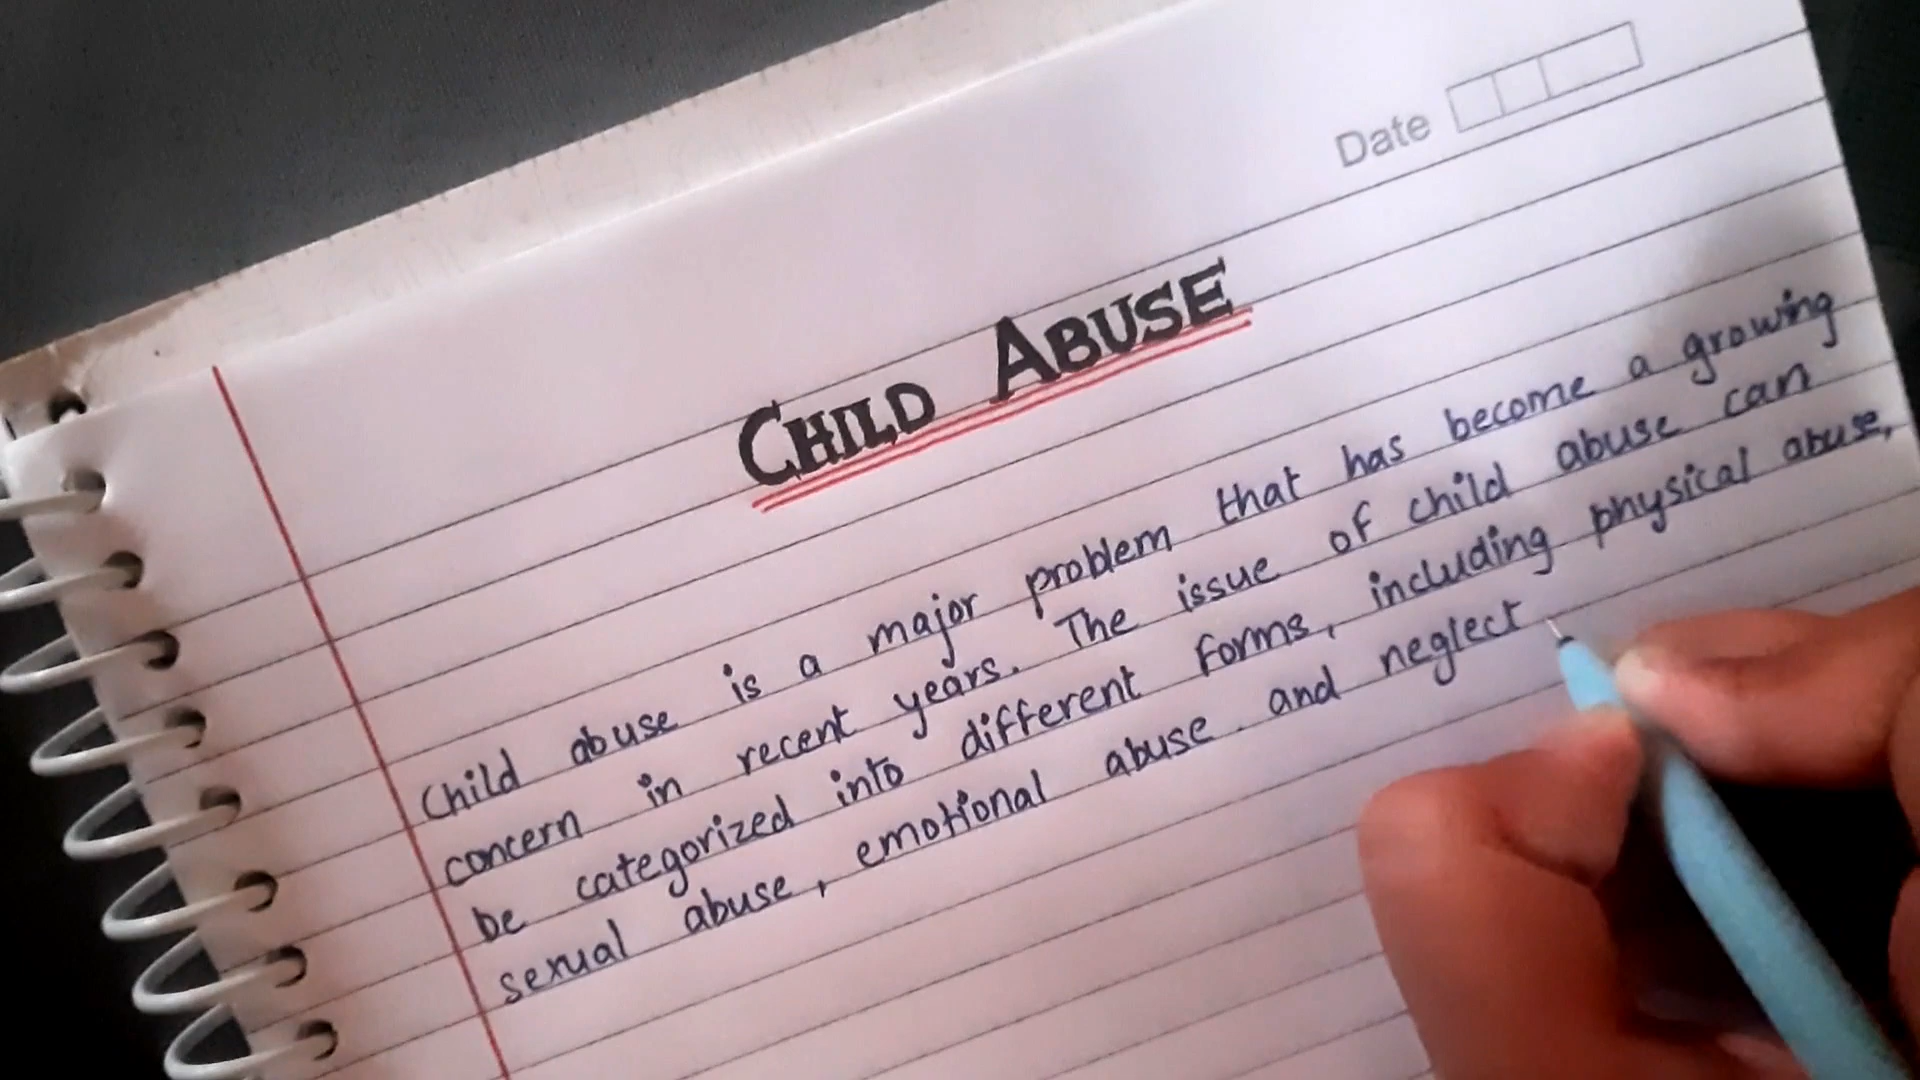 Date
CHILD ABUSE
Child abuse is a major problem that has become a growing
concern in recent years. The issue of child abuse can
be categorized into different forms, including physical abuse,
sexual abuse, emotional abuse and neglect